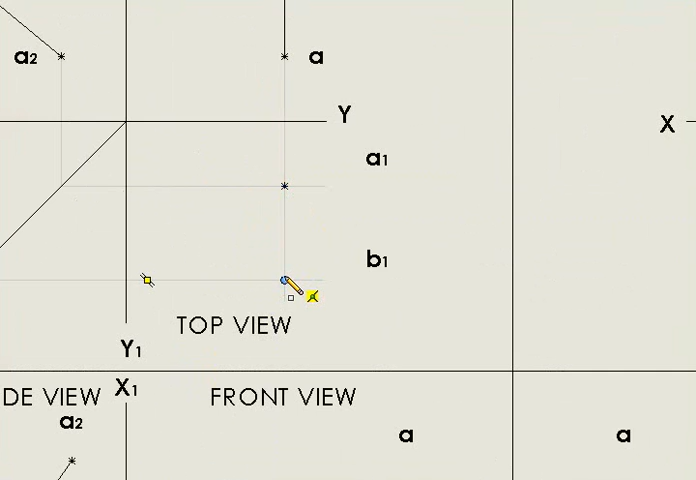 a2
a
Y
X
a1
b1
TOP VIEW
Y1
DE VIEW
X1
FRONT VIEW
a2
a
a